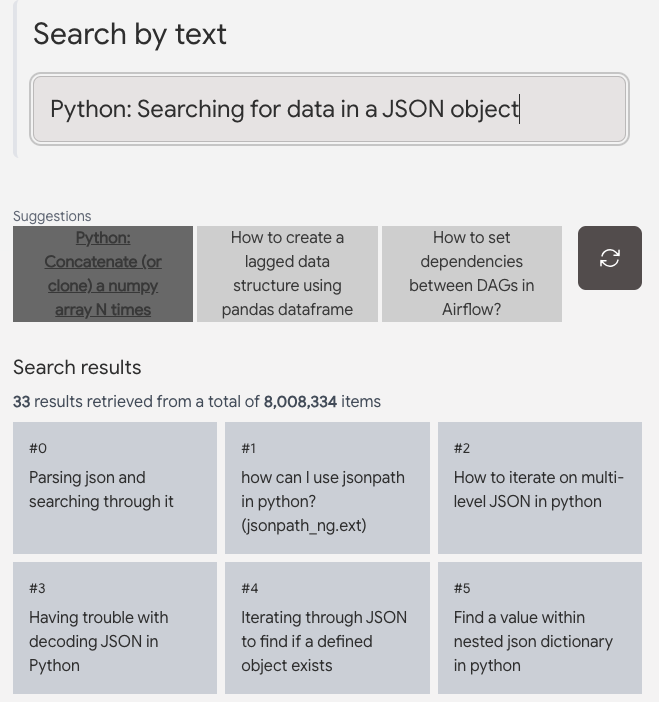 Search by text
Python: Searching for data in a JSON object
Suggestions
Python:
Concatenate (or
clone) a numpy
array N times
How to create a
lagged data
structure using
pandas dataframe
How to set
dependencies
between DAGs in
Airflow?
Search results
33 results retrieved from a total of 8,008,334 items
#0
Parsing json and
searching through it
#1
how can I use jsonpath
in python?
(jsonpath_ng.ext)
#2
How to iterate on multi-
level JSON in python
#3
Having trouble with
decoding JSON in
Python
#4
Iterating through JSON
to find if a defined
object exists
#5
Find a value within
nested json dictionary
in python